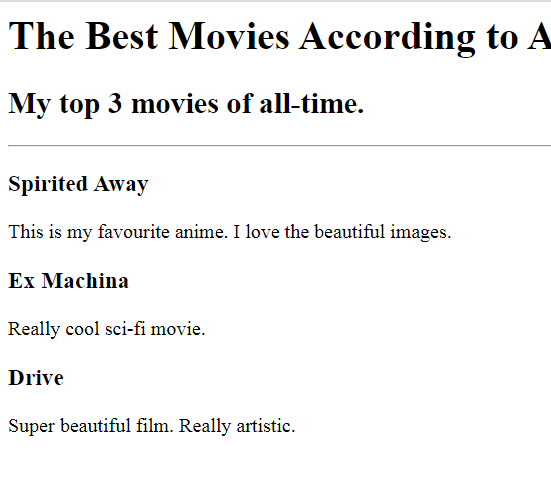 The Best Movies According to A
My top 3 movies of all-time.
Spirited Away
This is my favourite anime. I love the beautiful images.
Ex Machina
Really cool sci-fi movie.
Drive
Super beautiful film. Really artistic.